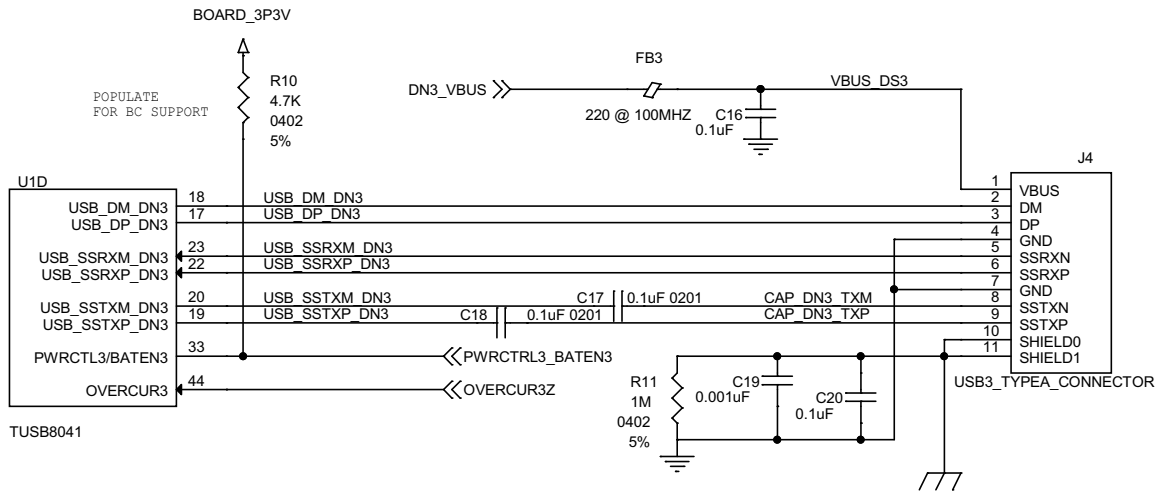 BOARD_3P3V
R10
4.7K
0402
5%
POPULATE
FOR BC SUPPORT
DN3_VBUS
FB3
220 @ 100MHZ
C16
0.1uF
VBUS_DS3
J4
U1D
USB_DM_DN3
18
USB_DM_DN3
USB_DP_DN3
17
USB_DP_DN3
USB_SSRXM_DN3
23
USB_SSRXM_DN3
USB_SSRXP_DN3
22
USB_SSRXP_DN3
USB_SSTXM_DN3
20
USB_SSTXM_DN3
C17
0.1uF 0201
CAP_DN3_TXM
USB_SSTXP_DN3
19
USB_SSTXP_DN3
C18
0.1uF 0201
CAP_DN3_TXP
PWRCTL3/BATEN3
33
PWRCTRL3_BATEN3
OVERCUR3
44
OVERCUR3Z
TUSB8041
1
VBUS
2
DM
3
DP
4
GND
5
SSRXN
6
SSRXP
7
GND
8
SSTXN
9
SSTXP
10
SHIELD0
11
SHIELD1
USB3_TYPEA_CONNECTOR
R11
1M
0402
5%
C19
0.001uF
C20
0.1uF